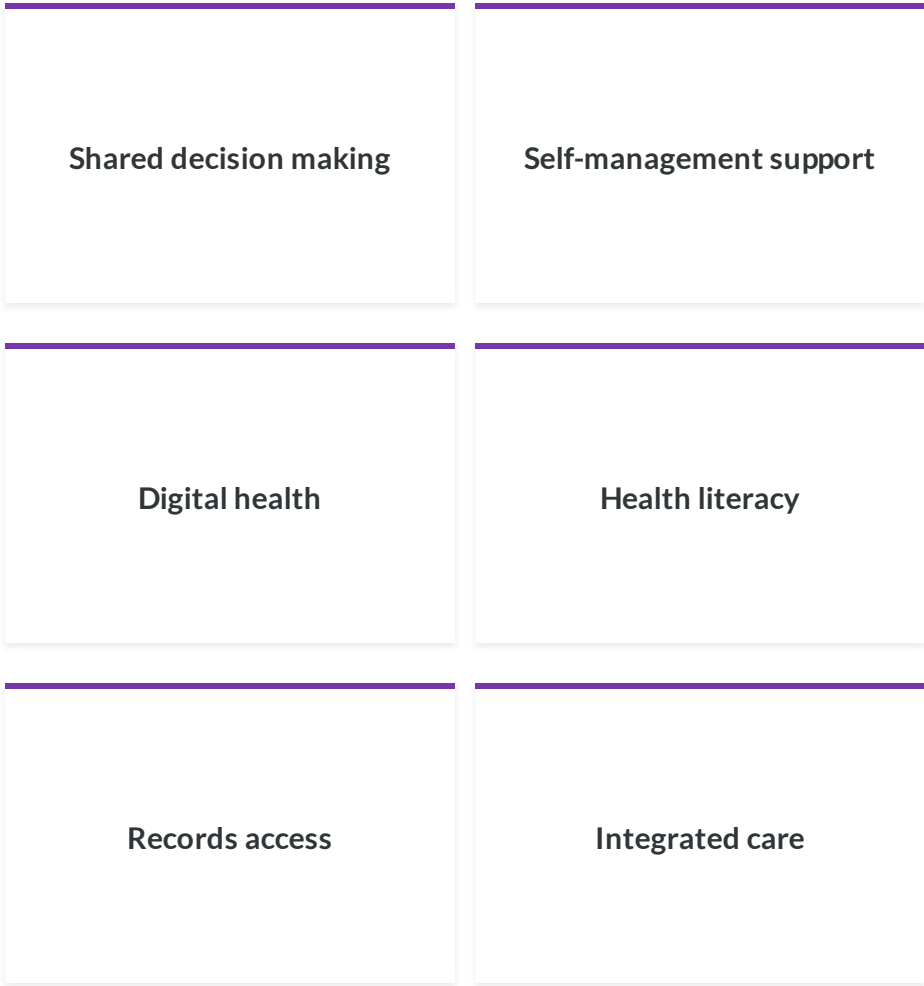 Shared decision making
Self-management support
Digital health
Health literacy
Records access
Integrated care